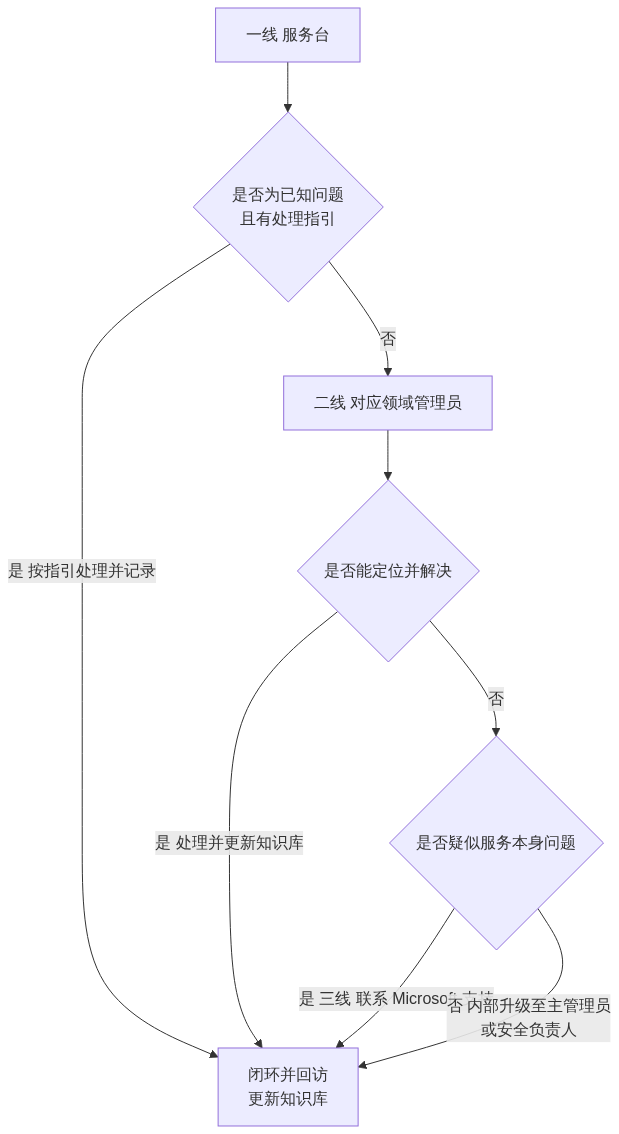 一线 服务台
是否为已知问题
且有处理指引
否
二线 对应领域管理员
是 按指引处理并记录
是否能定位并解决
否
是 处理并更新知识库
是否疑似服务本身问题
是 三线 联系 Microsoft
否 内部升级至主管理员
或安全负责人
闭环并回访
更新知识库